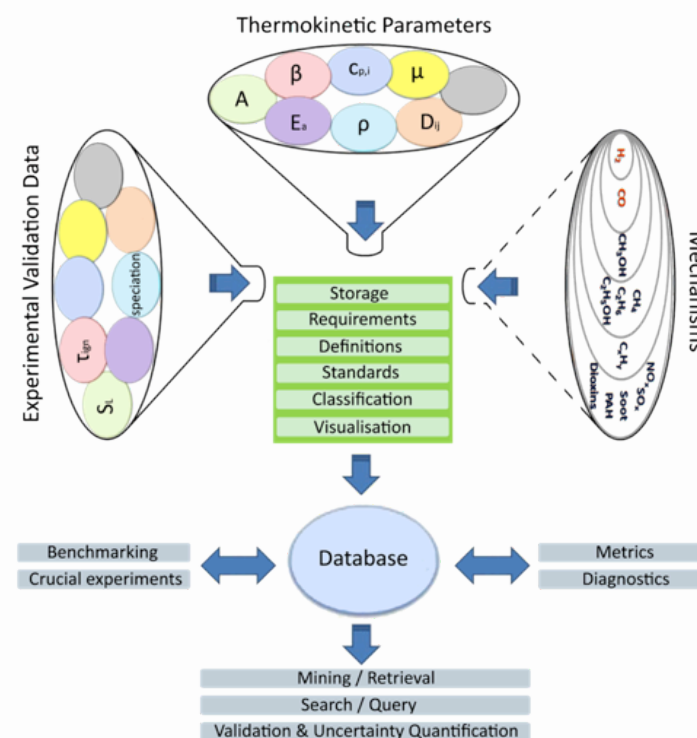 Thermokinetic Parameters
A
β
cp,i
μ
Ea
ρ
Dij
Experimental Validation Data
speciation
τign
SL
Mechanisms
H2
CO
CH3OH
CH4
C2H6
C2H5OH
CxHy
NOx
SOx
Soot
PAH
Dioxins
Storage
Requirements
Definitions
Standards
Classification
Visualisation
Database
Benchmarking
Crucial experiments
Metrics
Diagnostics
Mining / Retrieval
Search / Query
Validation & Uncertainty Quantification